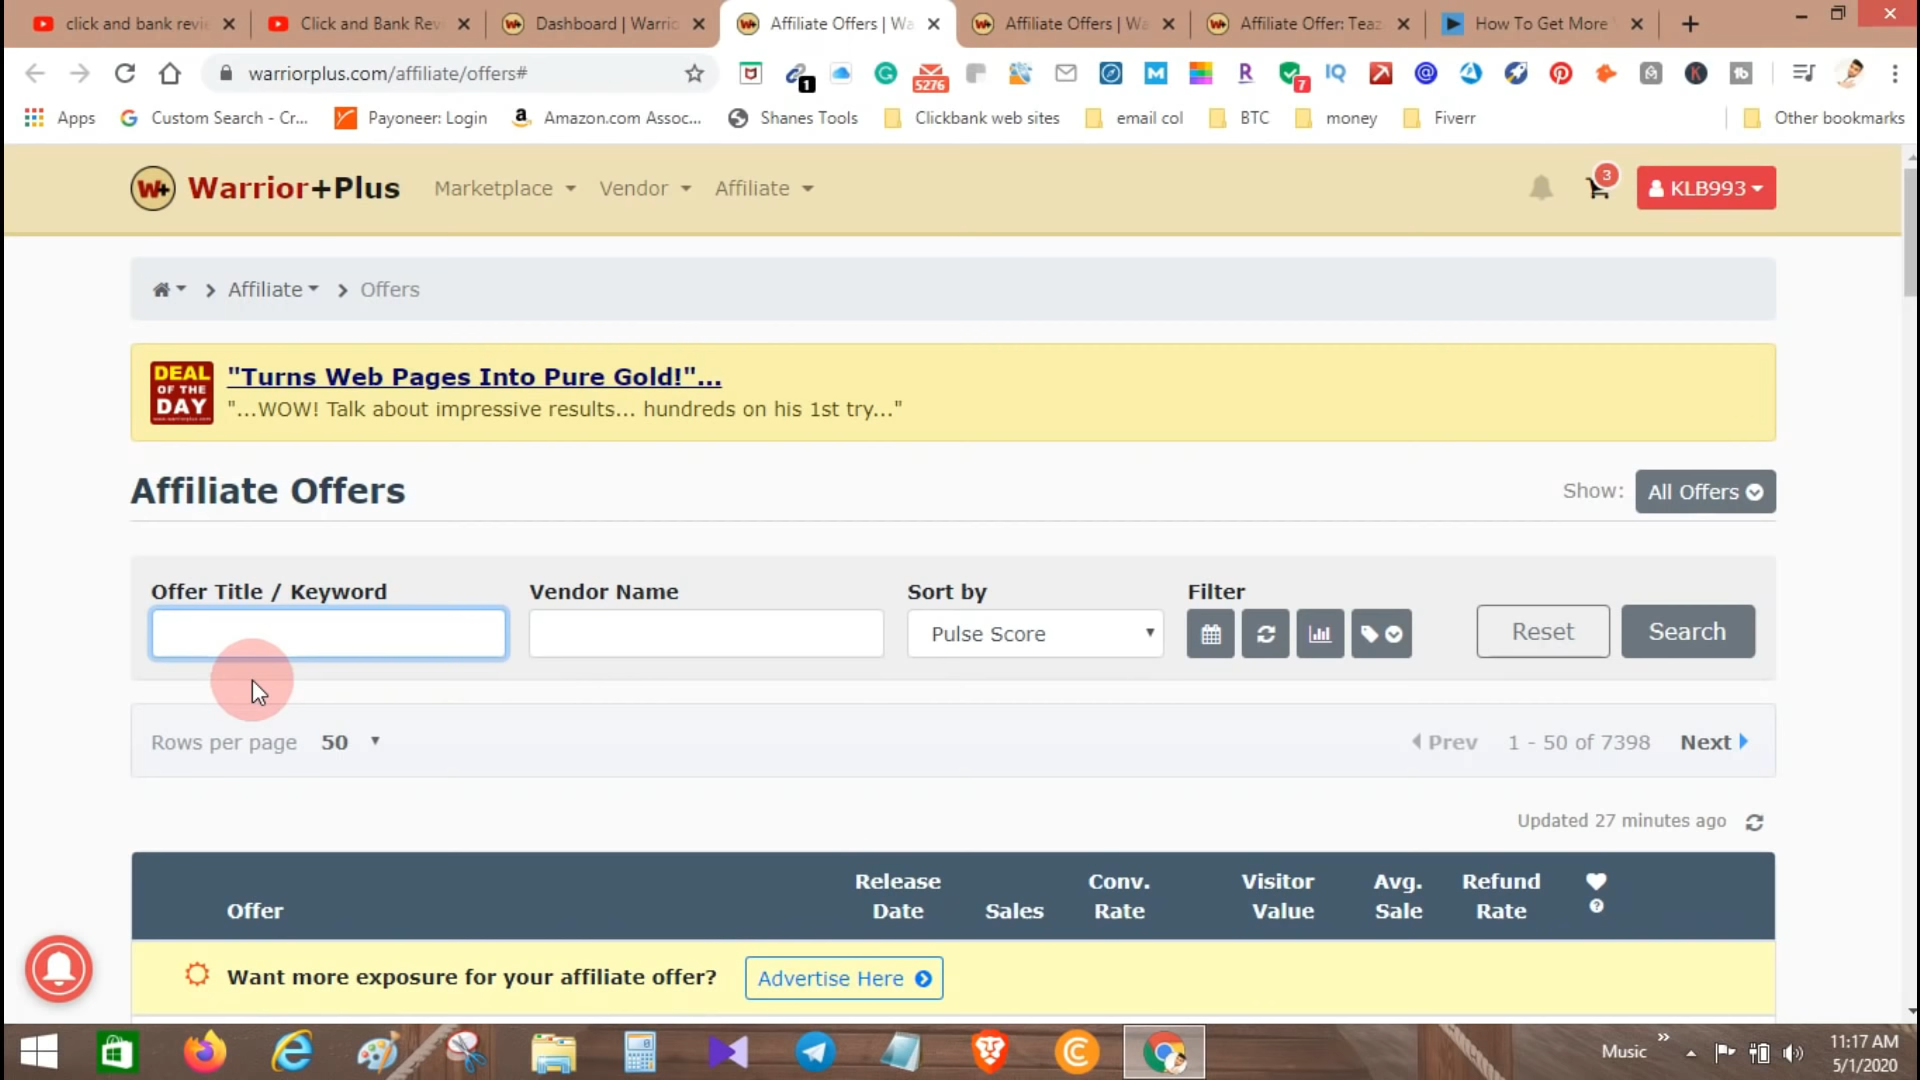 click and bank revie
Click and Bank Rev
Dashboard | Warrio
Affiliate Offers | Wa
Affiliate Offers | Wa
Affiliate Offer: Teaz
How To Get More
warriorplus.com/affiliate/offers#
1
5276
IQ
7
Apps
Custom Search - Cr...
Payoneer: Login
Amazon.com Assoc...
Shanes Tools
Clickbank web sites
email col
BTC
money
Fiverr
Other bookmarks
W+ Warrior+Plus
Marketplace
Vendor
Affiliate
3
KLB993
Affiliate
Offers
DEAL
OF THE
DAY
"Turns Web Pages Into Pure Gold!"...
"...WOW! Talk about impressive results... hundreds on his 1st try..."
Affiliate Offers
Show:
All Offers
Offer Title / Keyword
Vendor Name
Sort by
Filter
Pulse Score
Reset
Search
Rows per page 50
Prev
1 - 50 of 7398
Next
Updated 27 minutes ago
Offer
Release
Date
Sales
Conv.
Rate
Visitor
Value
Avg.
Sale
Refund
Rate
Want more exposure for your affiliate offer?
Advertise Here
Music
11:17 AM
5/1/2020